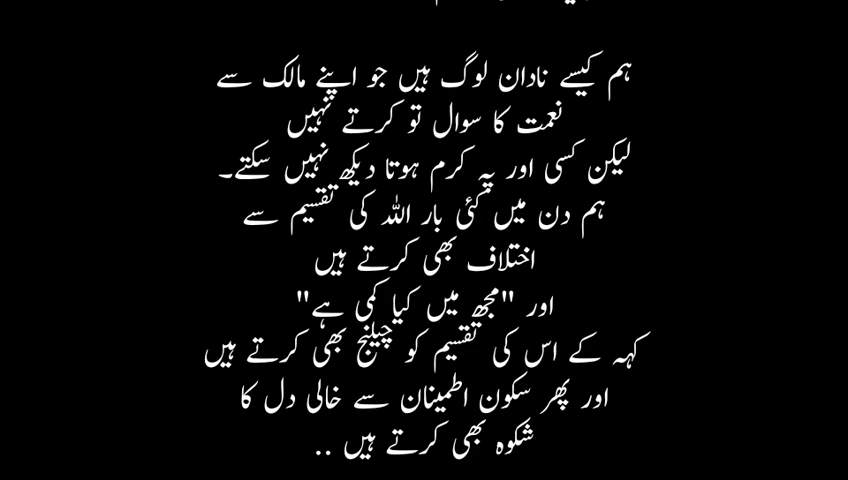 ہم کیسے نادان لوگ ہیں جو اپنے مالک سے
نعمت کا سوال تو کرتے نہیں
لیکن کسی اور پہ کرم ہوتا دیکھ نہیں سکتے۔
ہم دن میں کئی بار اللہ کی تقسیم سے
اختلاف بھی کرتے ہیں
اور "مجھ میں کیا کمی ہے"
کہہ کے اس کی تقسیم کو چیلنج بھی کرتے ہیں
اور پھر سکون اطمینان سے خالی دل کا
شکوہ بھی کرتے ہیں ..